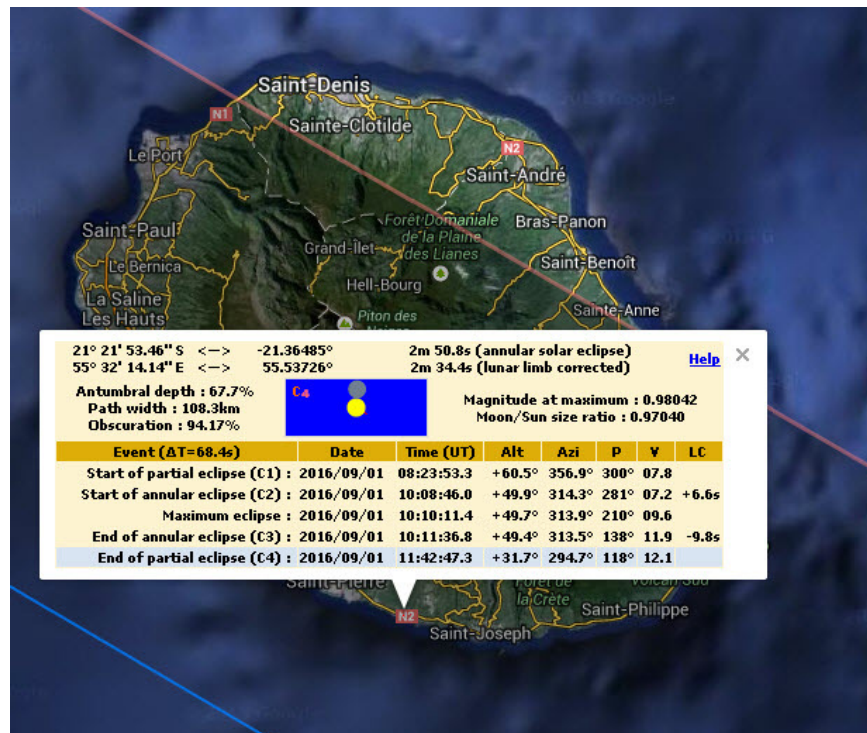 Saint-Denis
N1
Sainte-Clotilde
N2
Le Port
Saint-André
Forêt Domaniale
de la Plaine
des Lianes
Bras-Panon
Saint-Paul
Grand-Îlet
Le Bernica
Saint-Benoît
Hell-Bourg
La Saline
Les Hauts
Piton des
Sainte-Anne
21° 21' 53.46" S <—> -21.36485° 2m 50.8s (annular solar eclipse) Help
55° 32' 14.14" E <—> 55.53726° 2m 34.4s (lunar limb corrected)
Antumbral depth : 67.7%
Path width : 108.3km
Obscuration : 94.17%
C4
Magnitude at maximum : 0.98042
Moon/Sun size ratio : 0.97040
Event (ΔT=68.4s) Date Time (UT) Alt Azi P V LC
Start of partial eclipse (C1) : 2016/09/01 08:23:53.3 +60.5° 356.9° 300° 07.8
Start of annular eclipse (C2) : 2016/09/01 10:08:46.0 +49.9° 314.3° 281° 07.2 +6.6s
Maximum eclipse : 2016/09/01 10:10:11.4 +49.7° 313.9° 210° 09.6
End of annular eclipse (C3) : 2016/09/01 10:11:36.8 +49.4° 313.5° 138° 11.9 -9.8s
End of partial eclipse (C4) : 2016/09/01 11:42:47.3 +31.7° 294.7° 118° 12.1
Saint-Pierre
Forêt de
la Crète
Volcan Sud
Saint-Philippe
N2
Saint-Joseph